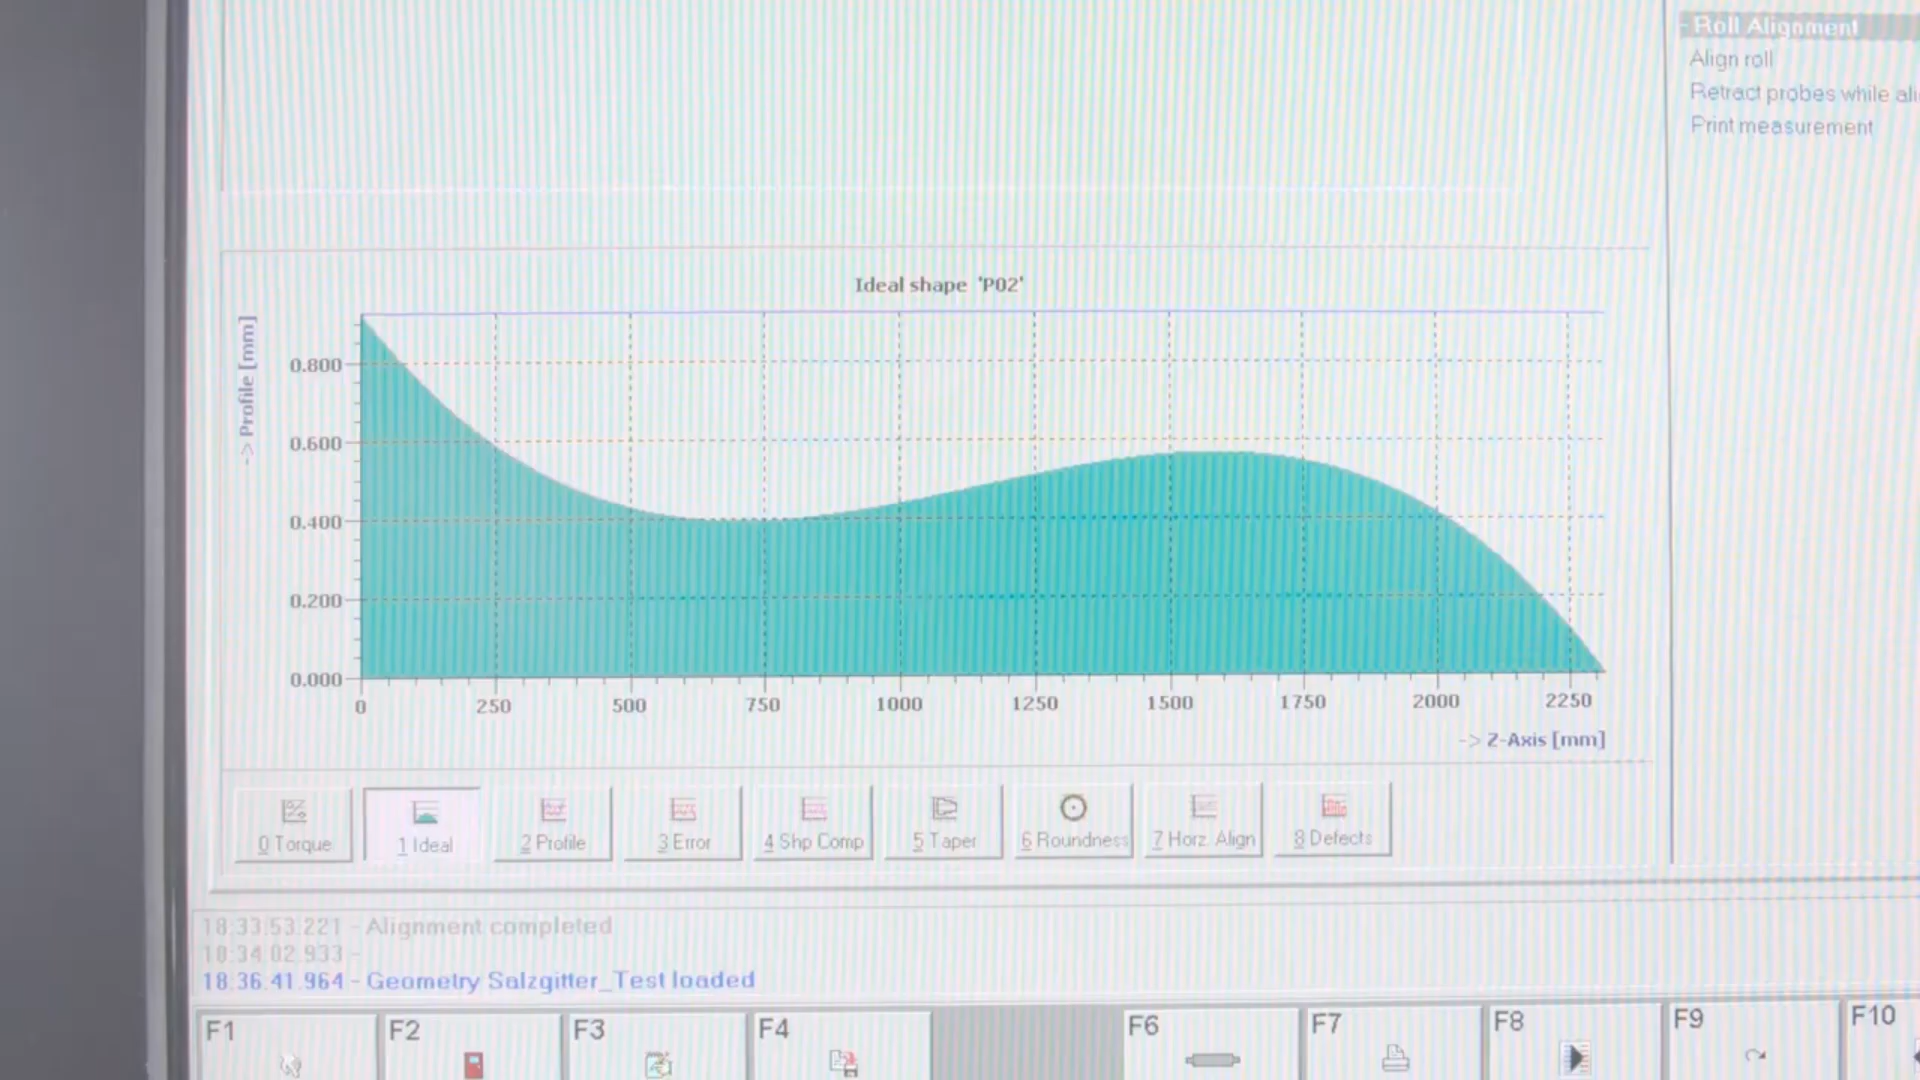 - Roll Alignment
Align roll
Retract probes while
Print measurement
Ideal shape 'P02'
-> Profile [mm]
0.800
0.600
0.400
0.200
0.000
0 250 500 750 1000 1250 1500 1750 2000 2250
-> Z-Axis [mm]
0 Torque 1 Ideal 2 Profile 3 Error 4 Shp Comp 5 Taper 6 Roundness 7 Horz. Align 8 Defects
18:33:53.221 - Alignment completed
18:34:02.933 -
18:36:41.964 - Geometry Salzgitter_Test loaded
F1 F2 F3 F4 F6 F7 F8 F9 F10